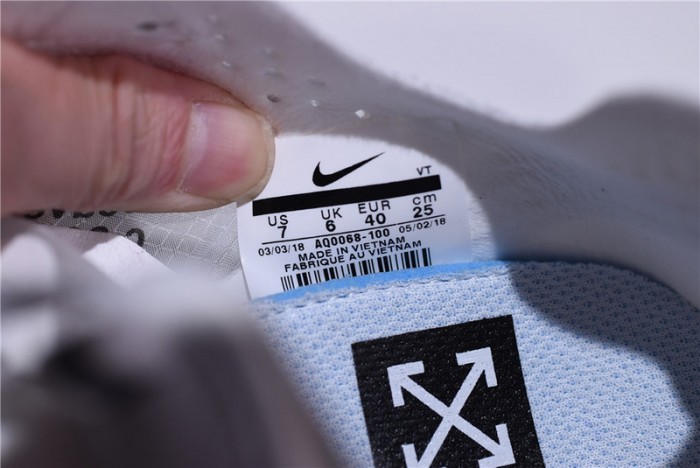 VT
US UK EUR cm
7 6 40 25
03/03/18 AQ0068-100 05/02/18
MADE IN VIETNAM
FABRIQUE AU VIETNAM